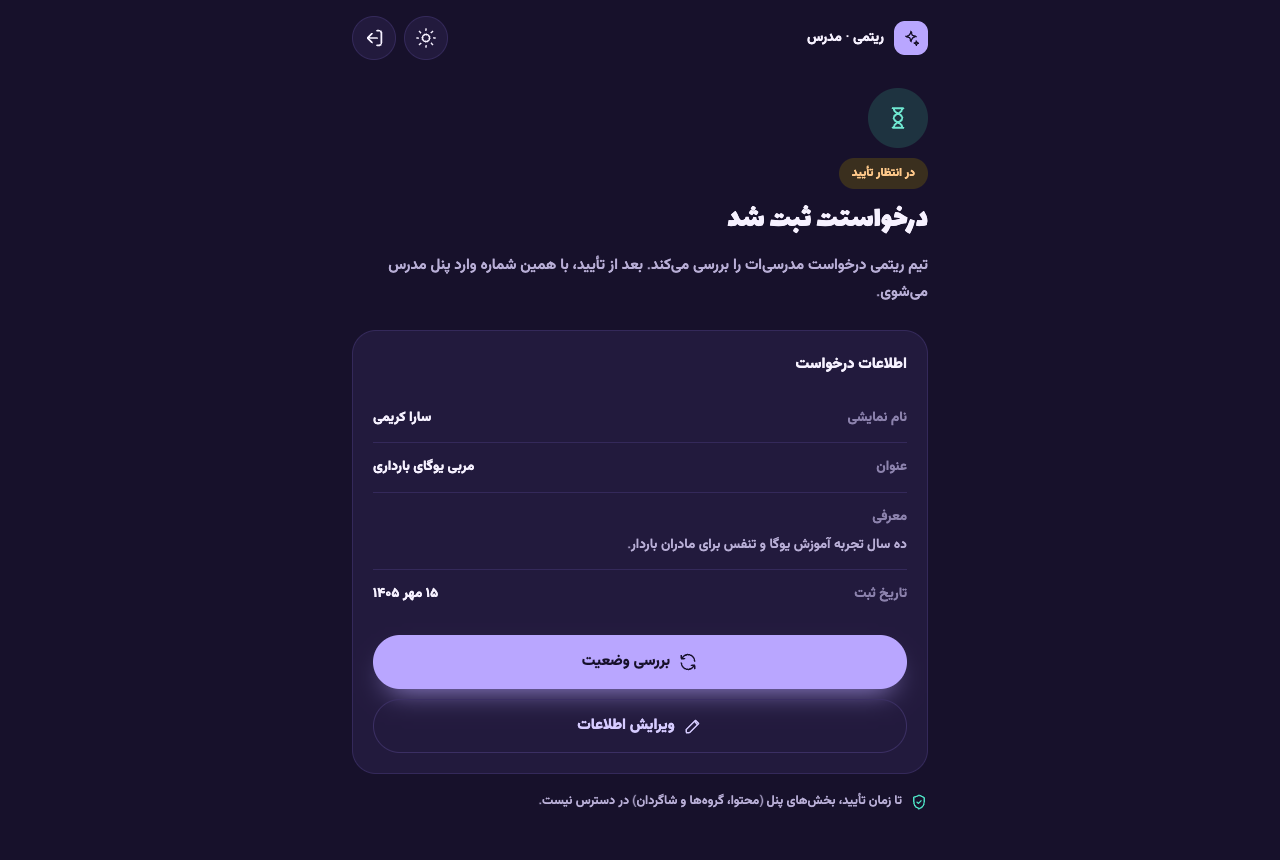 ریتمی · مدرس
در انتظار تأیید
درخواستت ثبت شد
تیم ریتمی درخواست مدرسی‌ات را بررسی می‌کند. بعد از تأیید، با همین شماره وارد پنل مدرس
می‌شوی.
اطلاعات درخواست
نام نمایشی
سارا کریمی
عنوان
مربی یوگای بارداری
معرفی
ده سال تجربه آموزش یوگا و تنفس برای مادران باردار.
تاریخ ثبت
۱۵ مهر ۱۴۰۵
بررسی وضعیت
ویرایش اطلاعات
تا زمان تأیید، بخش‌های پنل (محتوا، گروه‌ها و شاگردان) در دسترس نیست.